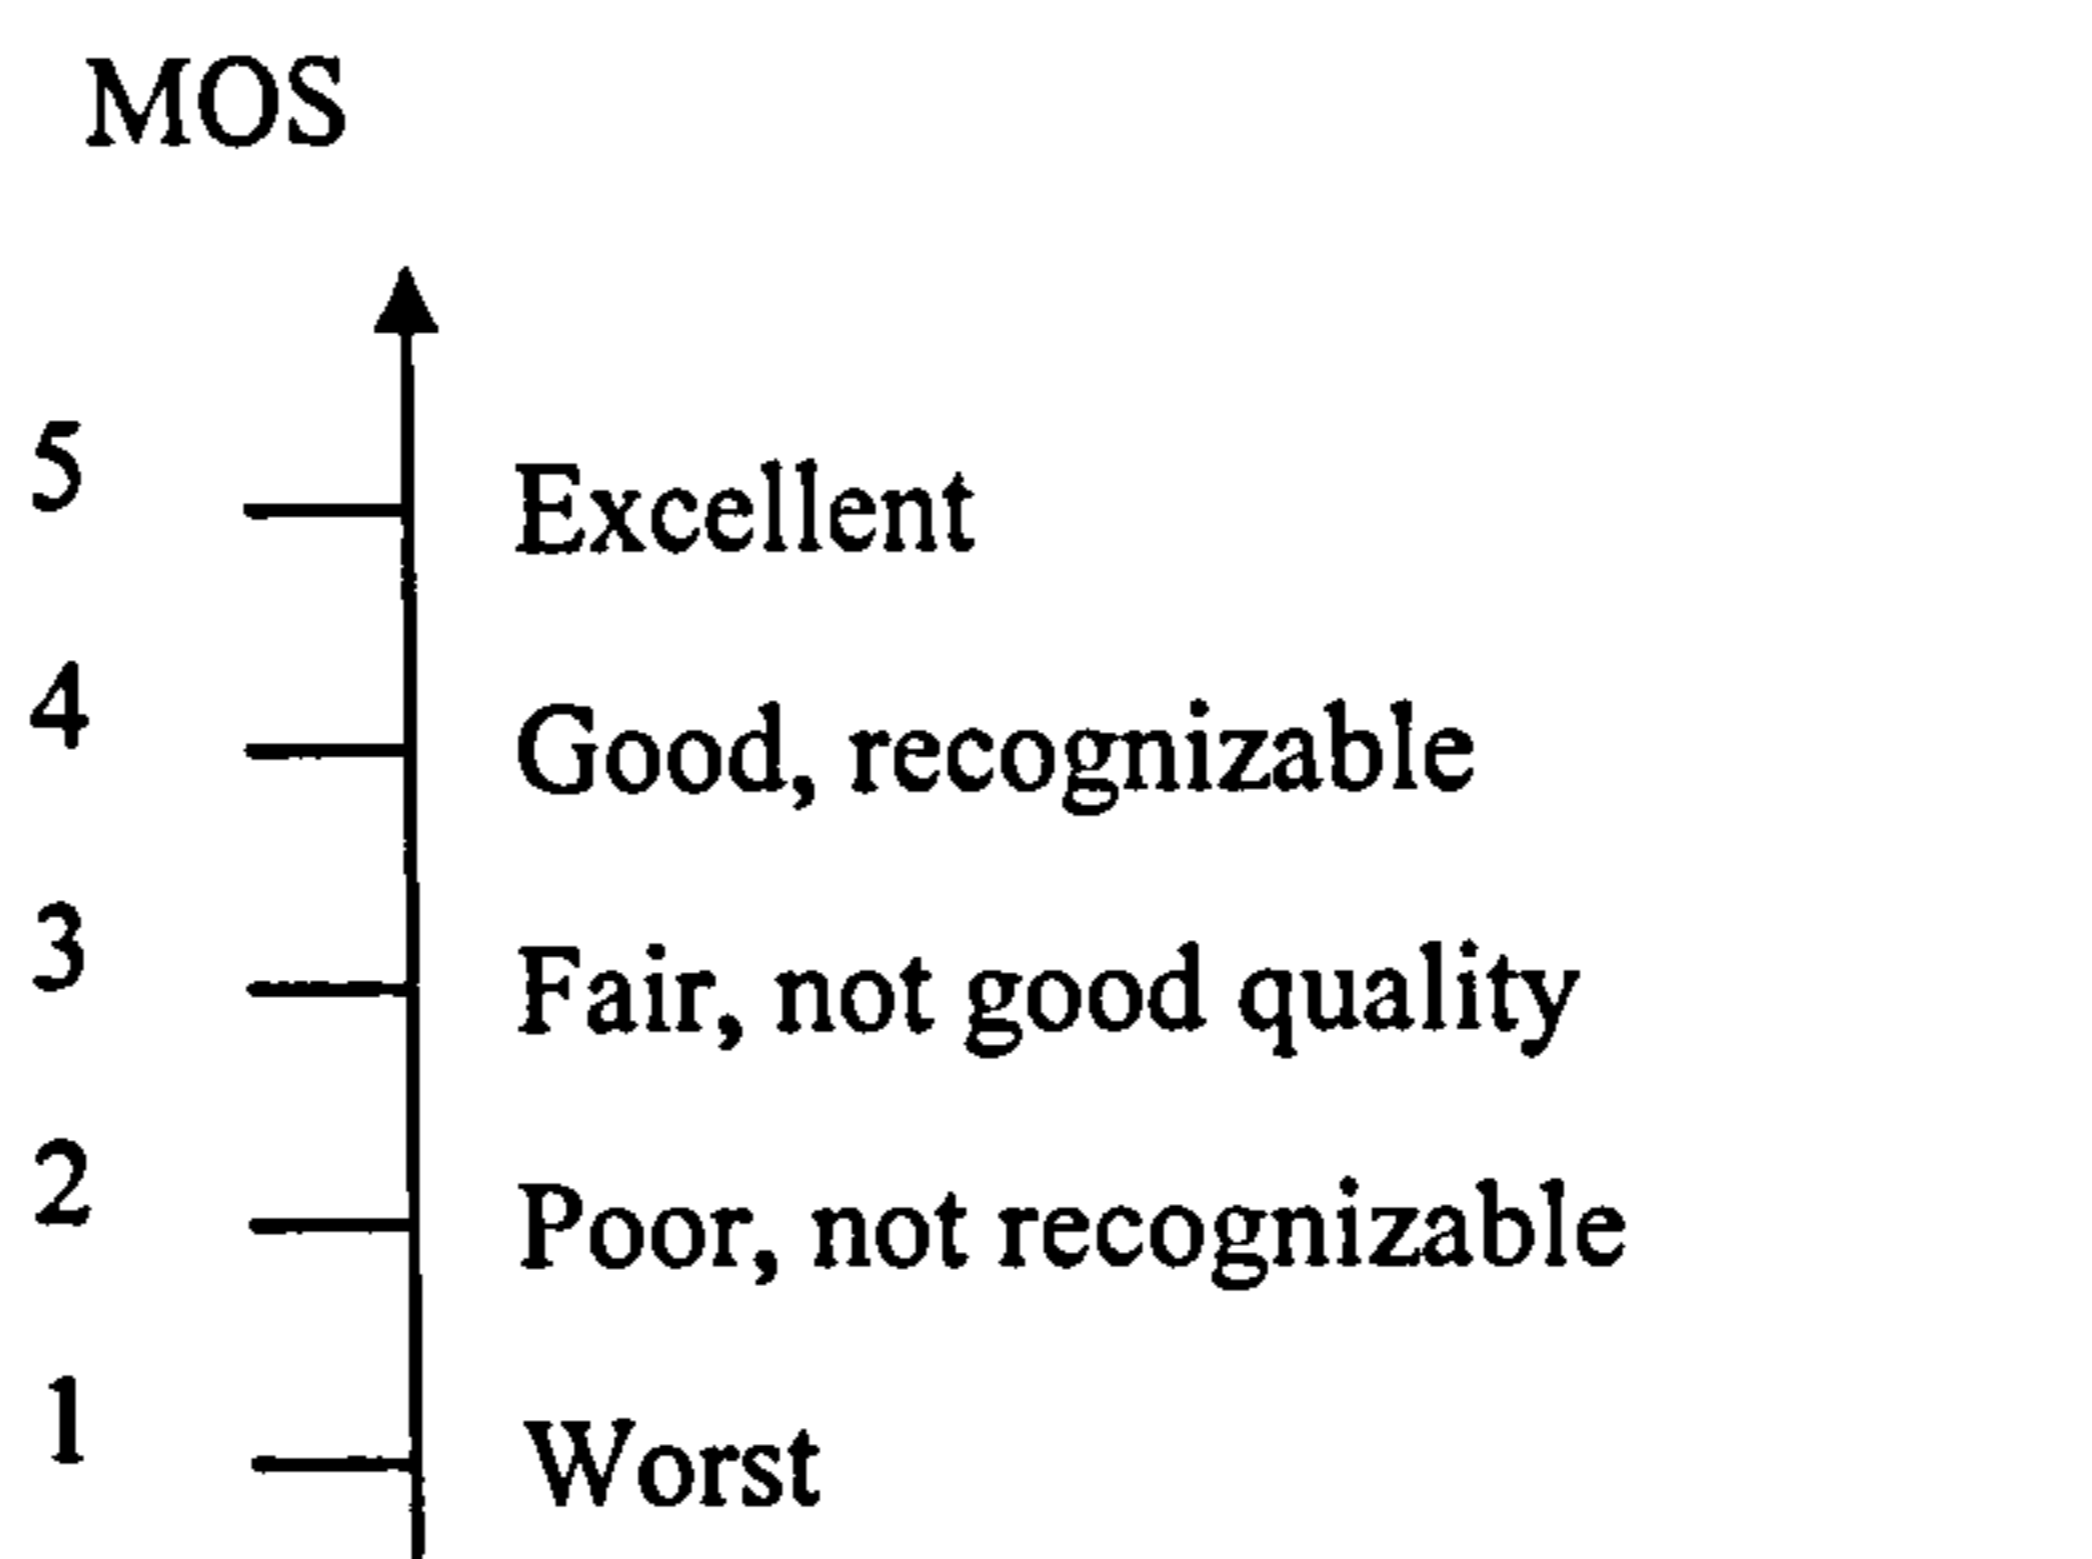 MOS
5 Excellent
4 Good, recognizable
3 Fair, not good quality
2 Poor, not recognizable
1 Worst